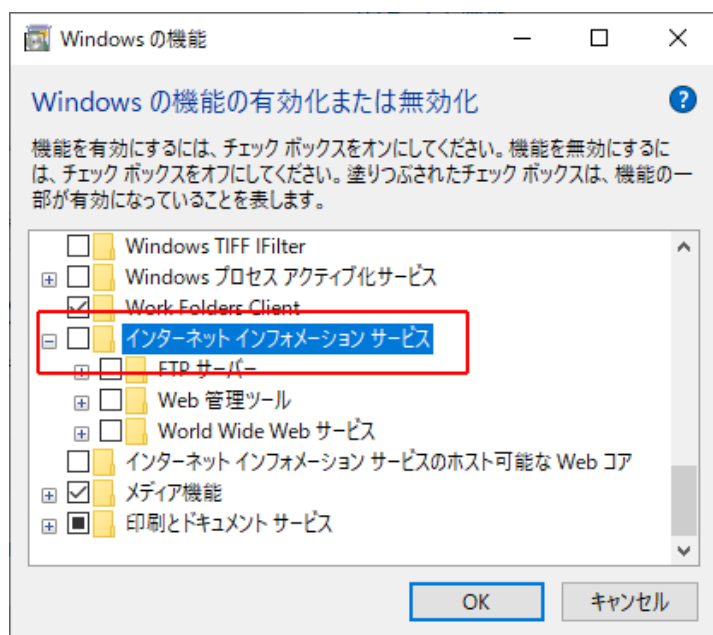 Windows の機能
Windows の機能の有効化または無効化
機能を有効にするには、チェック ボックスをオンにしてください。機能を無効にするに
は、チェック ボックスをオフにしてください。塗りつぶされたチェック ボックスは、機能の一
部が有効になっていることを表します。
Windows TIFF IFilter
Windows プロセス アクティブ化サービス
Work Folders Client
インターネット インフォメーション サービス
FTP サーバー
Web 管理ツール
World Wide Web サービス
インターネット インフォメーション サービスのホスト可能な Web コア
メディア機能
印刷とドキュメント サービス
OK キャンセル